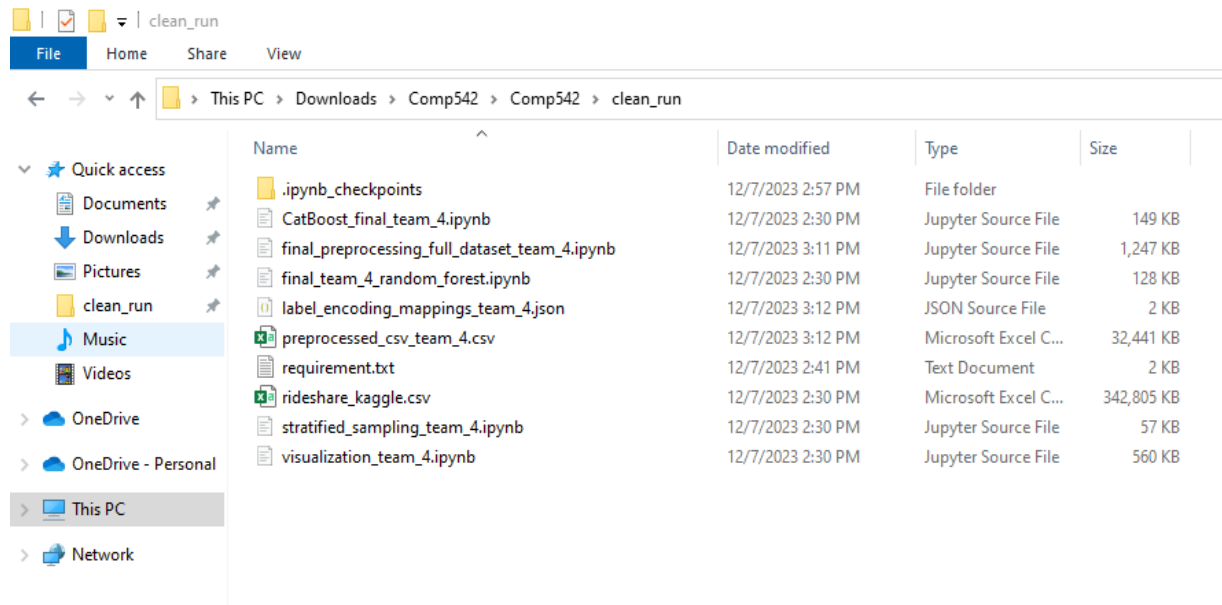 clean_run
File Home Share View
This PC Downloads Comp542 Comp542 clean_run
Name Date modified Type Size
Quick access
Documents
Downloads
Pictures
clean_run
Music
Videos
OneDrive
OneDrive - Personal
This PC
Network
.ipynb_checkpoints 12/7/2023 2:57 PM File folder
CatBoost_final_team_4.ipynb 12/7/2023 2:30 PM Jupyter Source File 149 KB
final_preprocessing_full_dataset_team_4.ipynb 12/7/2023 3:11 PM Jupyter Source File 1,247 KB
final_team_4_random_forest.ipynb 12/7/2023 2:30 PM Jupyter Source File 128 KB
label_encoding_mappings_team_4.json 12/7/2023 3:12 PM JSON Source File 2 KB
preprocessed_csv_team_4.csv 12/7/2023 3:12 PM Microsoft Excel C... 32,441 KB
requirement.txt 12/7/2023 2:41 PM Text Document 2 KB
rideshare_kaggle.csv 12/7/2023 2:30 PM Microsoft Excel C... 342,805 KB
stratified_sampling_team_4.ipynb 12/7/2023 2:30 PM Jupyter Source File 57 KB
visualization_team_4.ipynb 12/7/2023 2:30 PM Jupyter Source File 560 KB